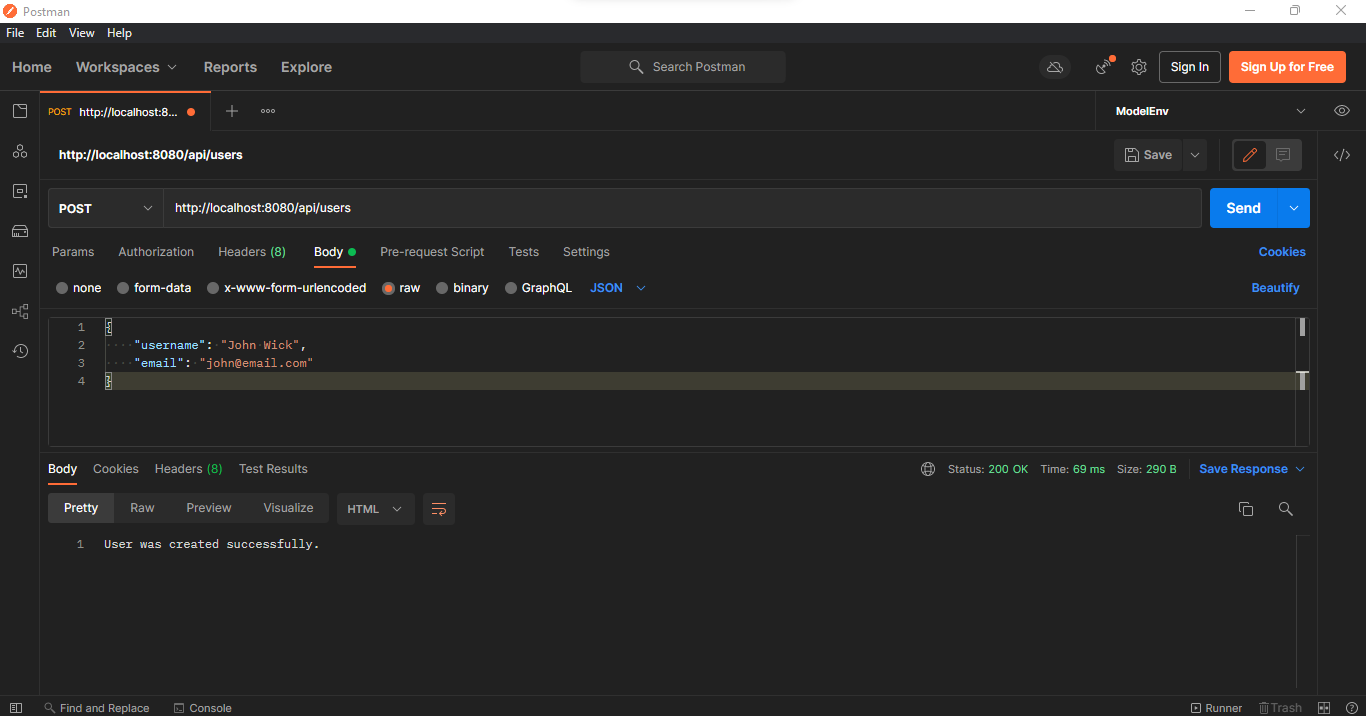 Postman
File Edit View Help
Home Workspaces Reports Explore Search Postman Sign In Sign Up for Free
POST http://localhost:8... ModelEnv
http://localhost:8080/api/users Save
POST http://localhost:8080/api/users Send
Params Authorization Headers (8) Body Pre-request Script Tests Settings Cookies
none form-data x-www-form-urlencoded raw binary GraphQL JSON Beautify
1 {
2 "username": "John Wick",
3 "email": "john@email.com"
4 }
Body Cookies Headers (8) Test Results Status: 200 OK Time: 69 ms Size: 290 B Save Response
Pretty Raw Preview Visualize HTML
1 User was created successfully.
Find and Replace Console Runner Trash